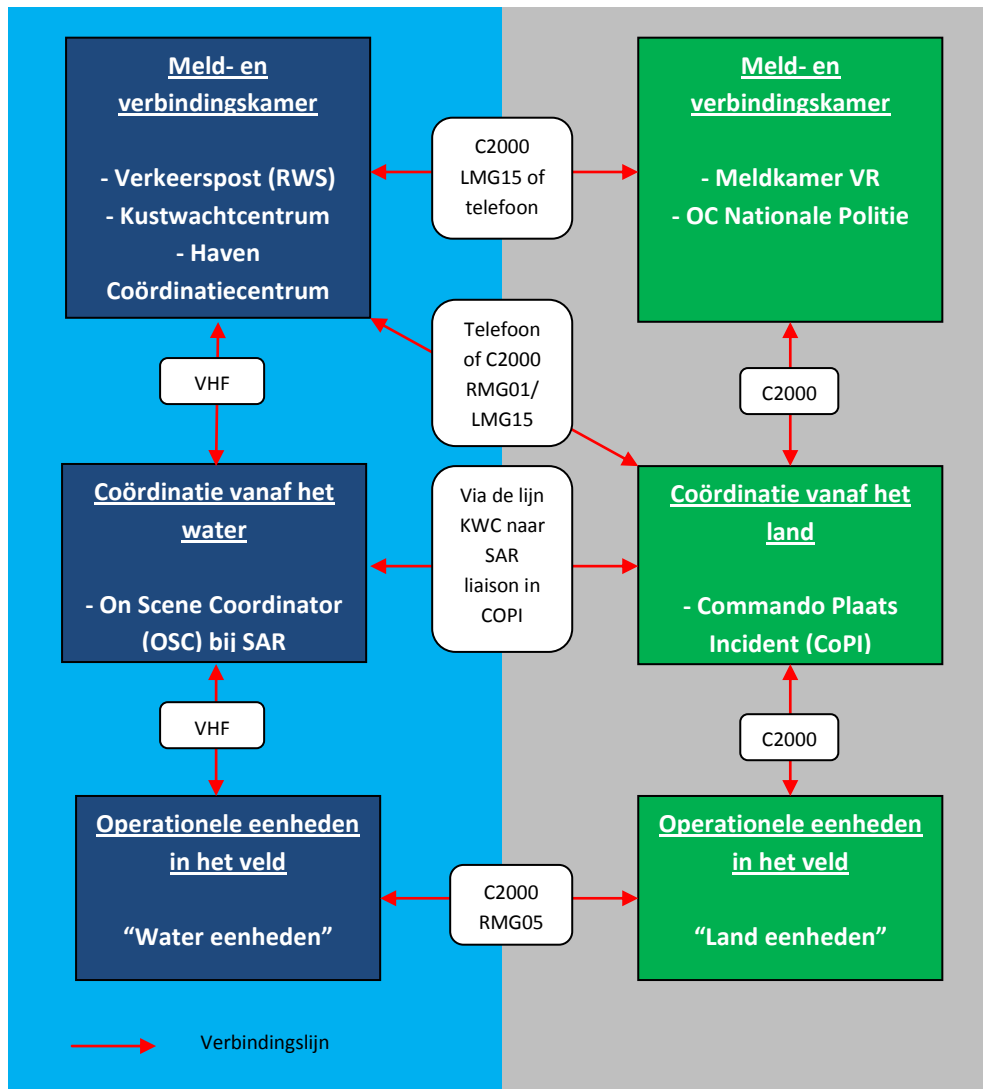 Meld- en
verbindingskamer
- Verkeerspost (RWS)
- Kustwachtcentrum
- Haven
Coördinatiecentrum
C2000
LMG15 of
telefoon
Meld- en
verbindingskamer
- Meldkamer VR
- OC Nationale Politie
VHF
Telefoon
of C2000
RMG01/
LMG15
C2000
Coördinatie vanaf het
water
- On Scene Coordinator
(OSC) bij SAR
Via de lijn
KWC naar
SAR
liaison in
COPI
Coördinatie vanaf het
land
- Commando Plaats
Incident (CoPI)
VHF
C2000
Operationele eenheden
in het veld
“Water eenheden”
C2000
RMG05
Operationele eenheden
in het veld
“Land eenheden”
Verbindingslijn